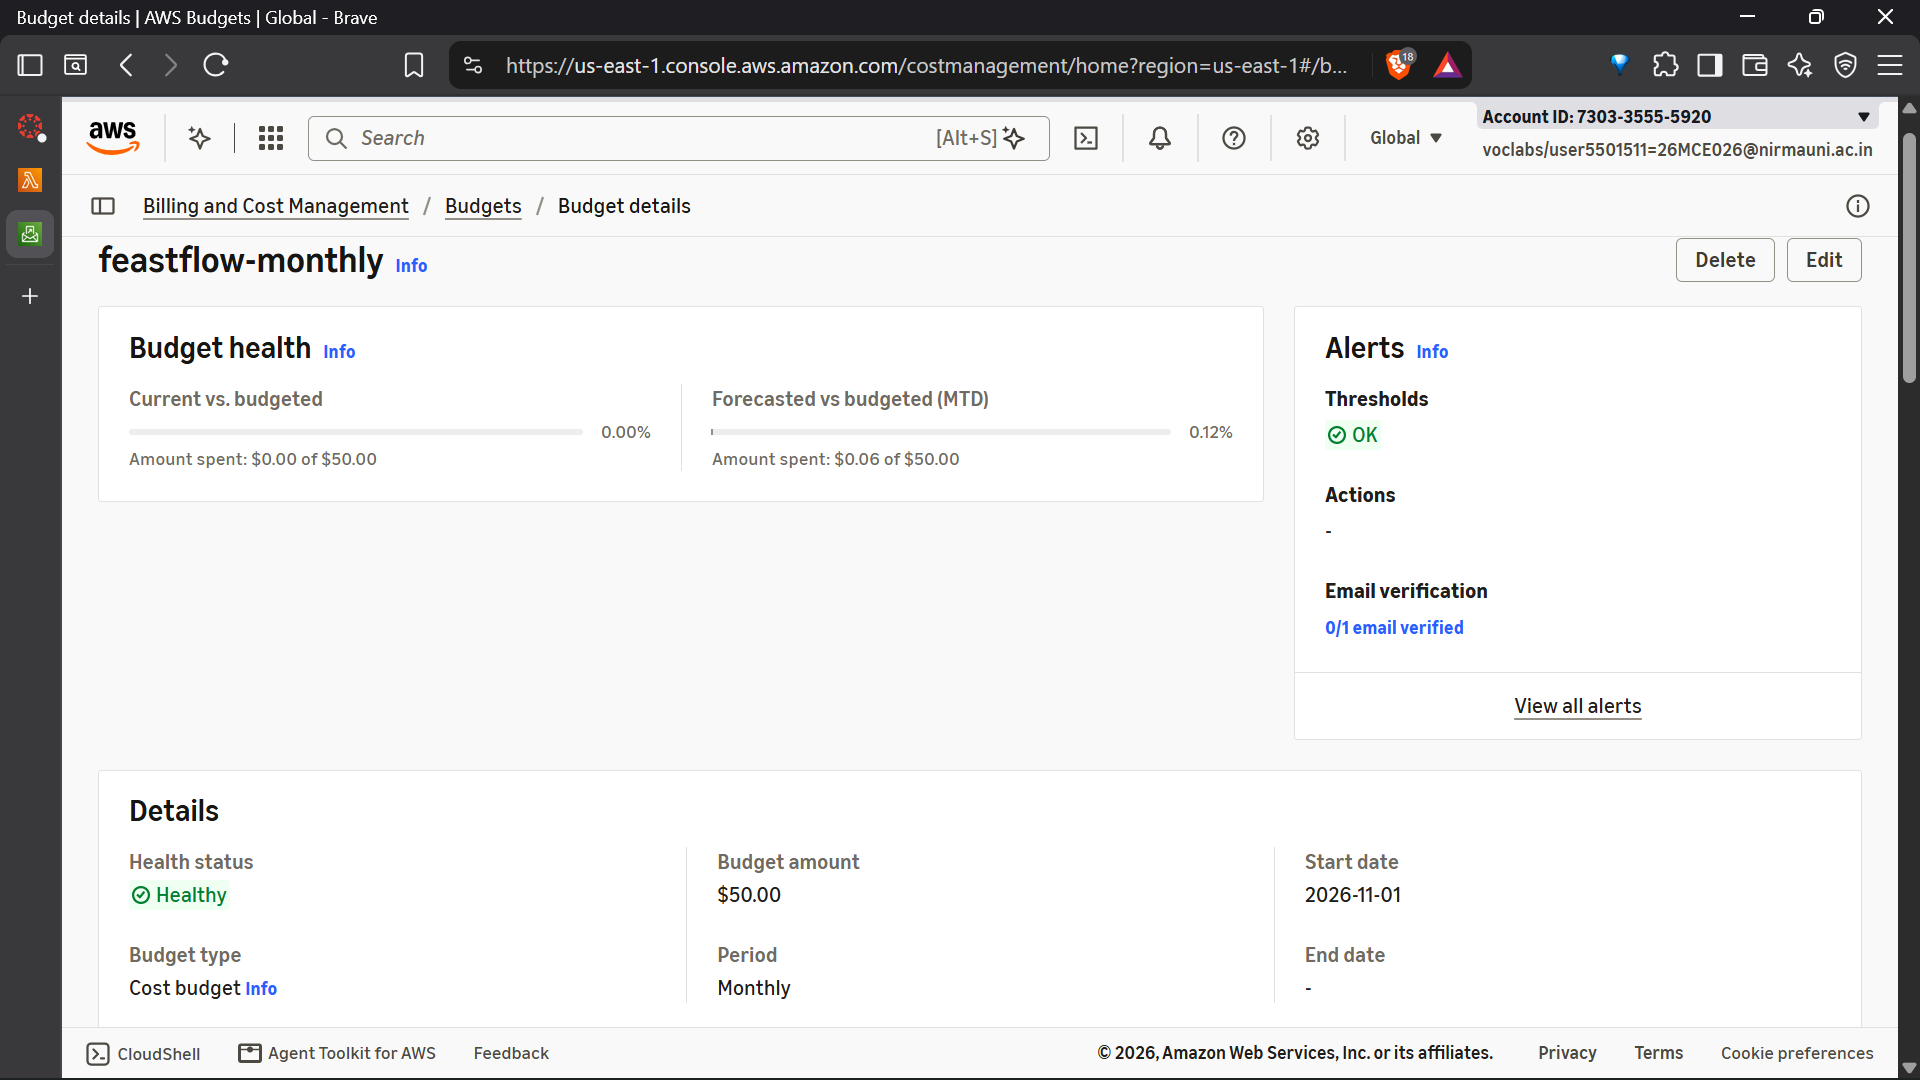 Budget details | AWS Budgets | Global - Brave
https://us-east-1.console.aws.amazon.com/costmanagement/home?region=us-east-1#/b...
18
aws
Search
[Alt+S]
Global
Account ID: 7303-3555-5920
voclabs/user5501511=26MCE026@nirmauni.ac.in
Billing and Cost Management / Budgets / Budget details
feastflow-monthly Info
Delete
Edit
Budget health Info
Current vs. budgeted
0.00%
Amount spent: $0.00 of $50.00
Forecasted vs budgeted (MTD)
0.12%
Amount spent: $0.06 of $50.00
Alerts Info
Thresholds
OK
Actions
-
Email verification
0/1 email verified
View all alerts
Details
Health status
Healthy
Budget type
Cost budget Info
Budget amount
$50.00
Period
Monthly
Start date
2026-11-01
End date
-
CloudShell
Agent Toolkit for AWS
Feedback
© 2026, Amazon Web Services, Inc. or its affiliates.
Privacy
Terms
Cookie preferences